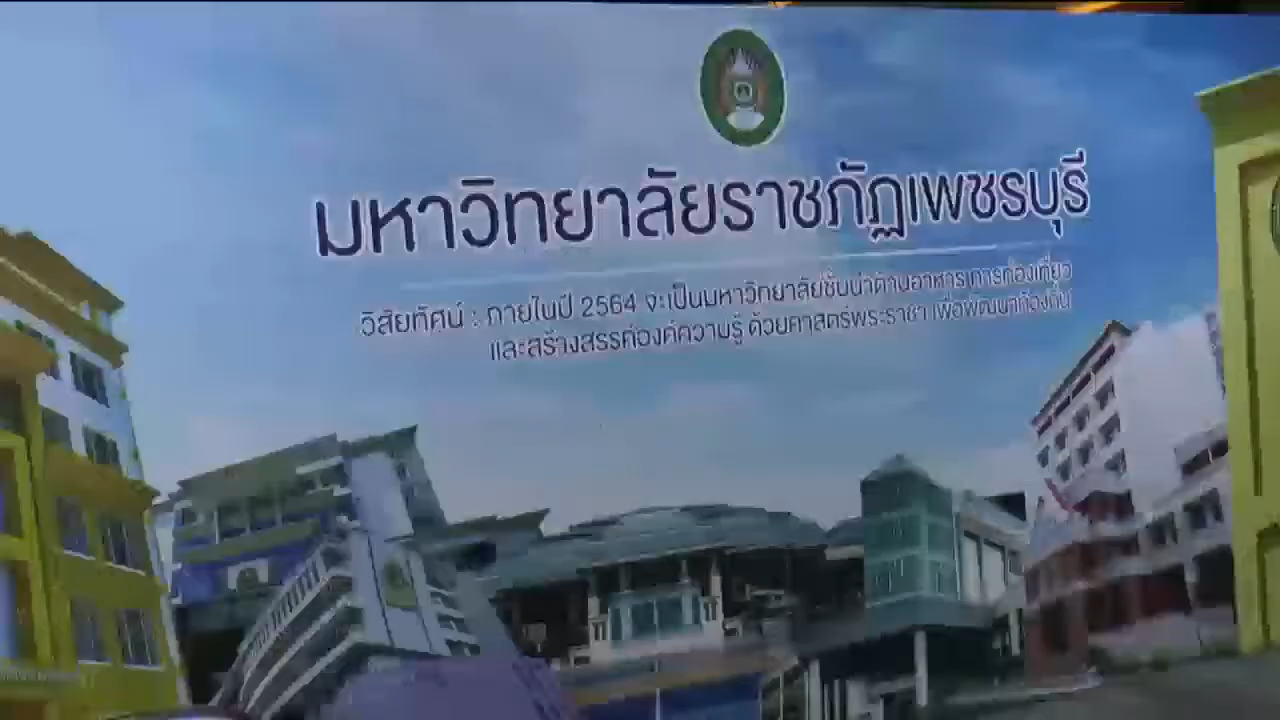 มหาวิทยาลัยราชภัฏเพชรบุรี
วิสัยทัศน์ : ภายในปี 2564 จะเป็นมหาวิทยาลัยชั้นนำด้านอาหาร การท่องเที่ยว
และสร้างสรรค์องค์ความรู้ ด้วยศาสตร์พระราชา เพื่อพัฒนาท้องถิ่น